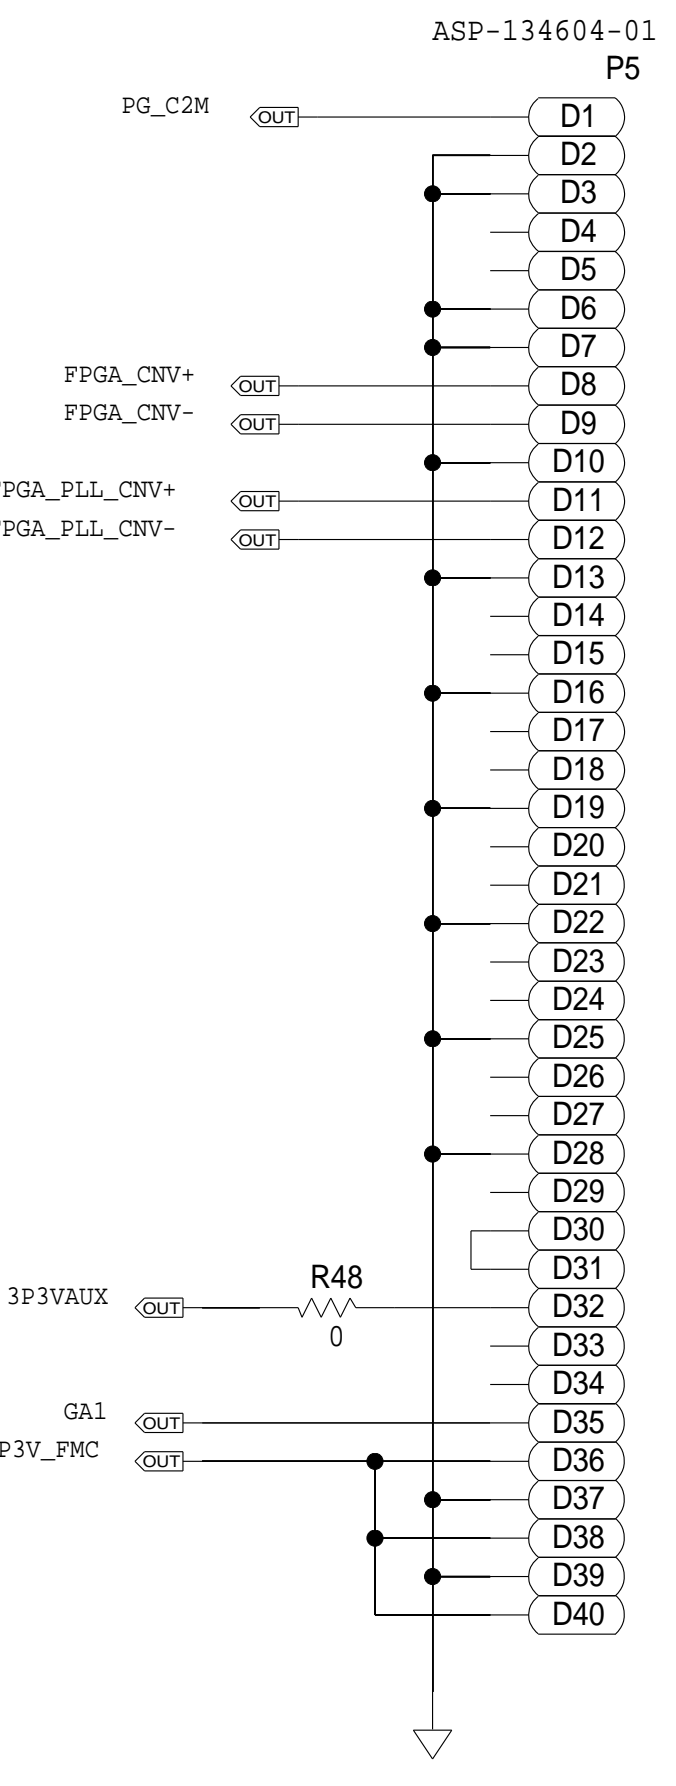 ASP-134604-01
P5
PG_C2M OUT D1
D2
D3
D4
D5
D6
D7
FPGA_CNV+ OUT D8
FPGA_CNV- OUT D9
D10
PGA_PLL_CNV+ OUT D11
PGA_PLL_CNV- OUT D12
D13
D14
D15
D16
D17
D18
D19
D20
D21
D22
D23
D24
D25
D26
D27
D28
D29
D30
D31
R48
3P3VAUX OUT D32
0
D33
D34
GA1 OUT D35
P3V_FMC OUT D36
D37
D38
D39
D40